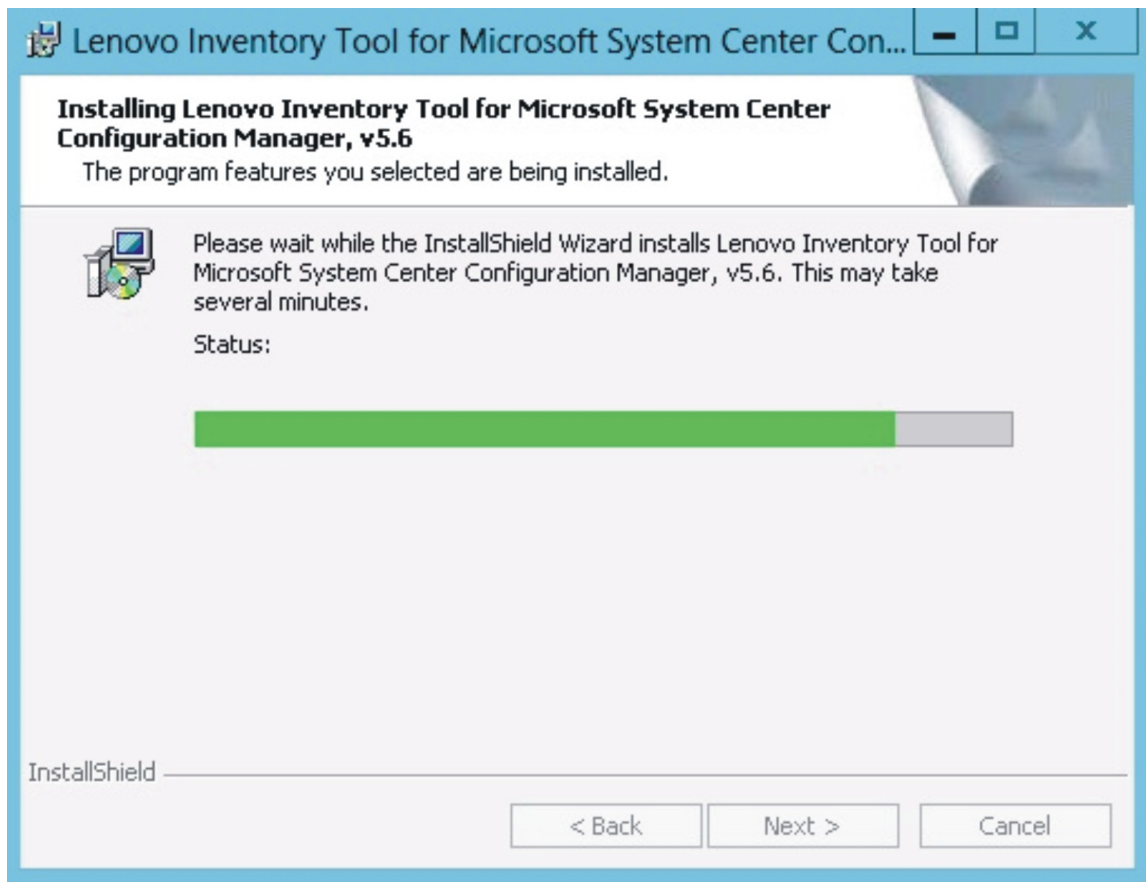 Lenovo Inventory Tool for Microsoft System Center Con...
Installing Lenovo Inventory Tool for Microsoft System Center
Configuration Manager, v5.6
The program features you selected are being installed.
Please wait while the InstallShield Wizard installs Lenovo Inventory Tool for
Microsoft System Center Configuration Manager, v5.6. This may take
several minutes.
Status:
InstallShield
< Back
Next >
Cancel